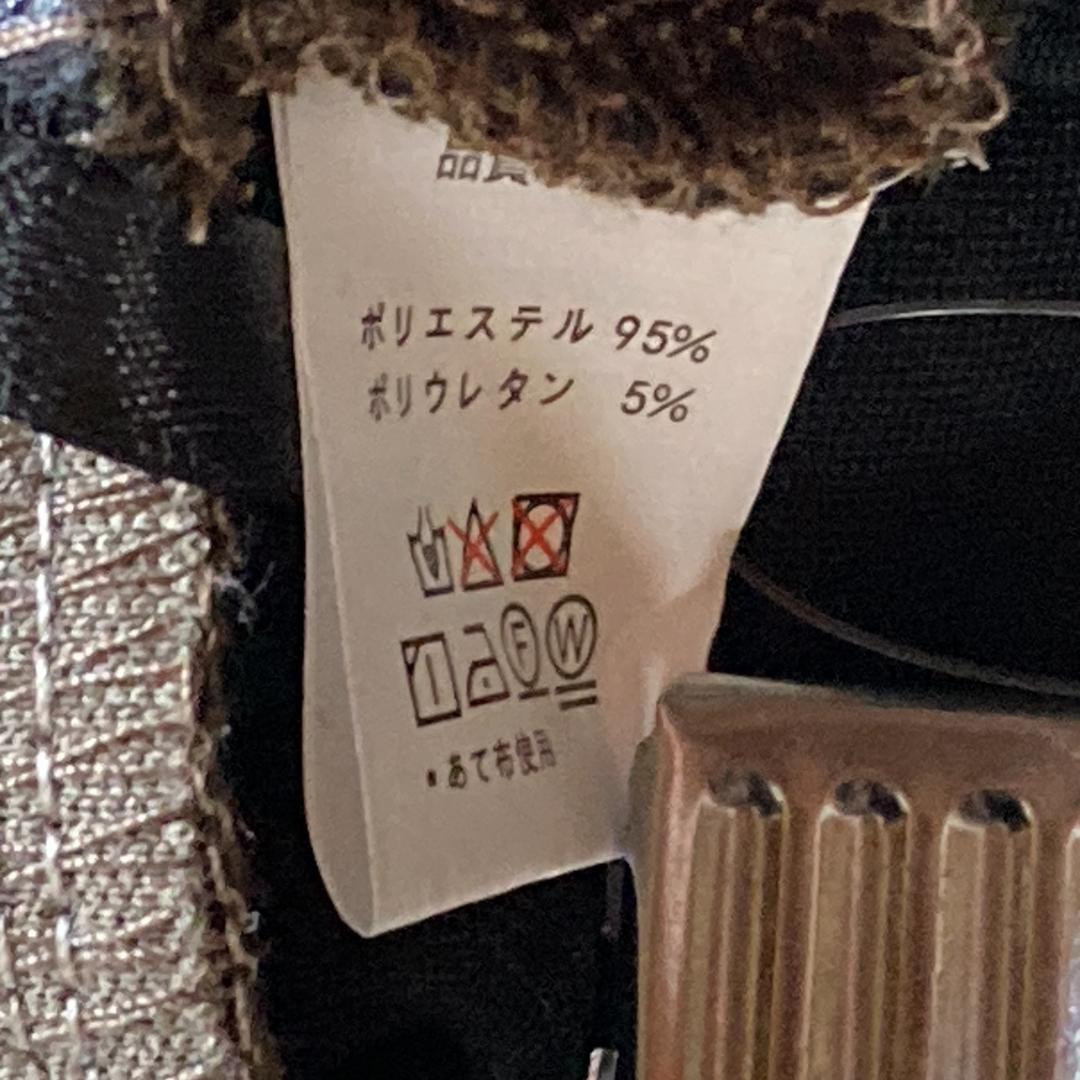 品質
ポリエステル 95%
ポリウレタン 5%
F W
・あて布使用